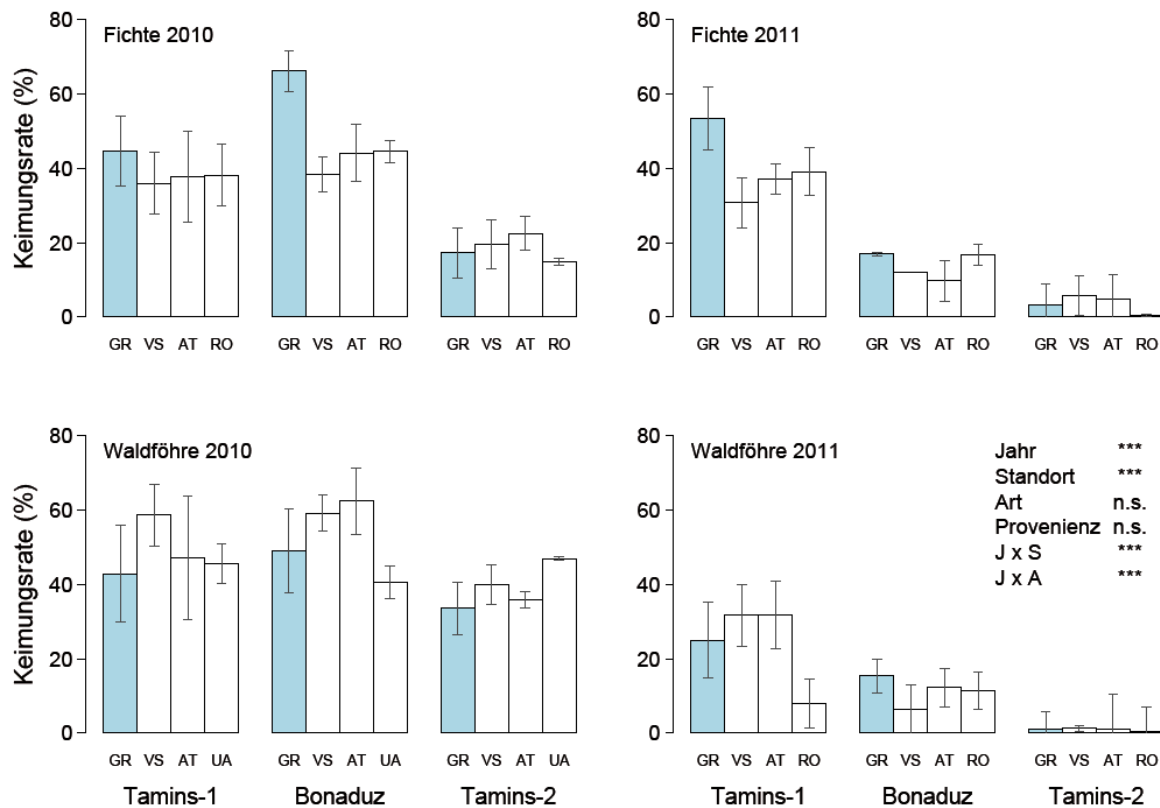 Fichte 2010
Keimungsrate (%)
80
60
40
20
0
GR VS AT RO GR VS AT RO GR VS AT RO
Fichte 2011
80
60
40
20
0
GR VS AT RO GR VS AT RO GR VS AT RO
Waldföhre 2010
Keimungsrate (%)
80
60
40
20
0
GR VS AT UA GR VS AT UA GR VS AT UA
Tamins-1 Bonaduz Tamins-2
Waldföhre 2011
80
60
40
20
0
Jahr ***
Standort ***
Art n.s.
Provenienz n.s.
J x S ***
J x A ***
GR VS AT RO GR VS AT RO GR VS AT RO
Tamins-1 Bonaduz Tamins-2